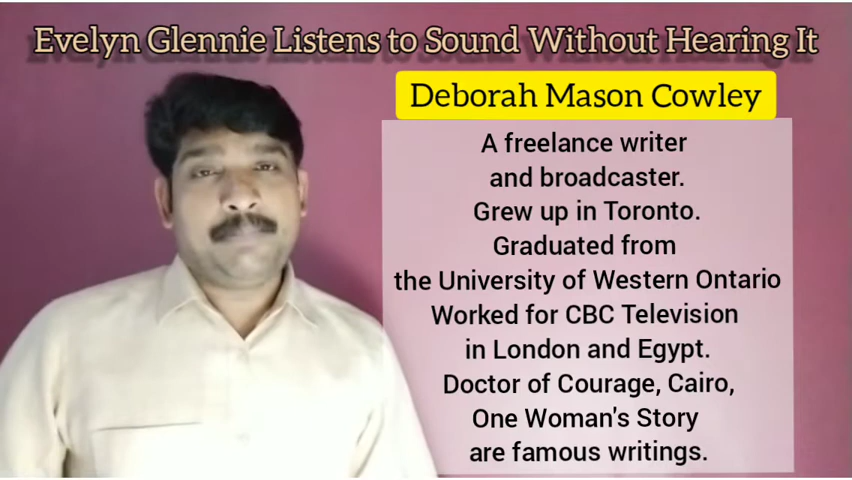 Evelyn Glennie Listens to Sound Without Hearing It
Deborah Mason Cowley
A freelance writer
and broadcaster.
Grew up in Toronto.
Graduated from
the University of Western Ontario
Worked for CBC Television
in London and Egypt.
Doctor of Courage, Cairo,
One Woman's Story
are famous writings.